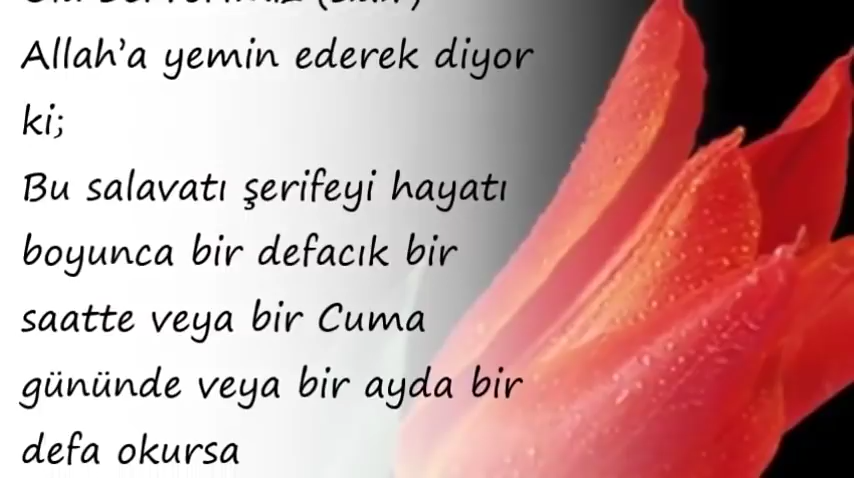 Allah'a yemin ederek diyor
ki;
Bu salavatı şerifeyi hayatı
boyunca bir defacık bir
saatte veya bir Cuma
gününde veya bir ayda bir
defa okursa